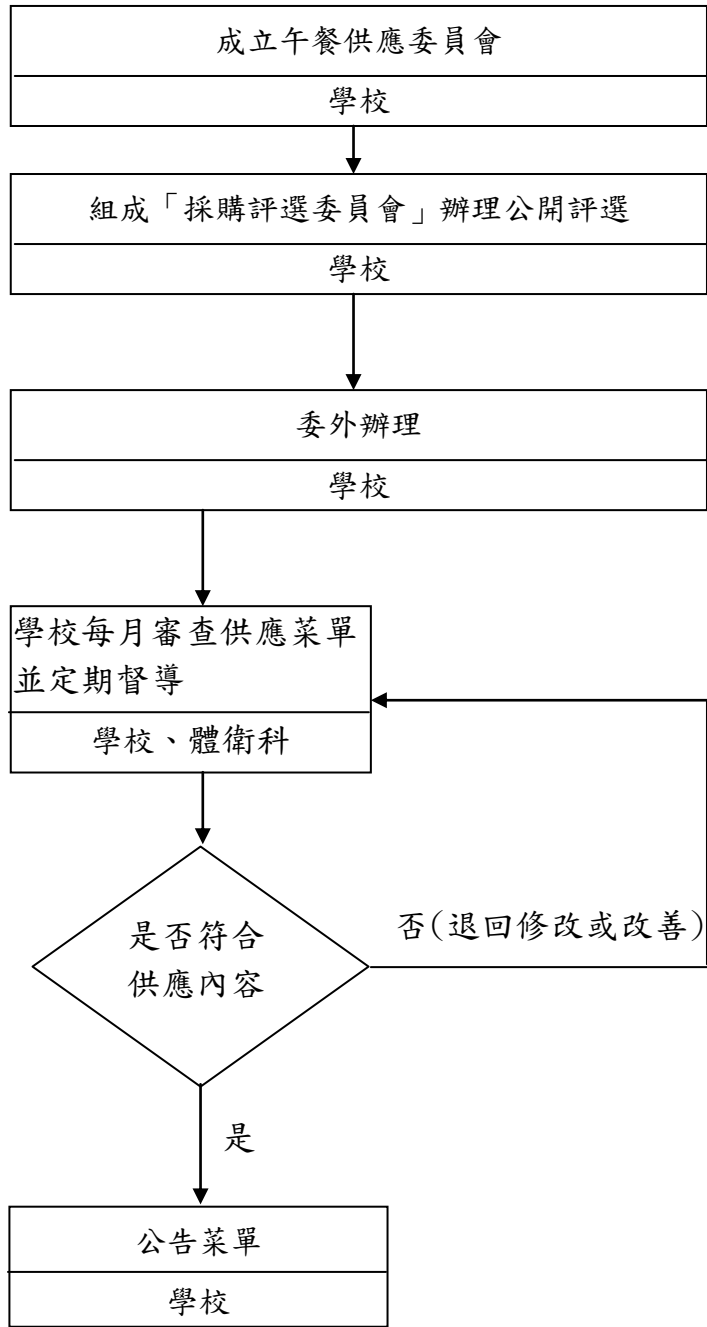 成立午餐供應委員會
學校
組成「採購評選委員會」辦理公開評選
學校
委外辦理
學校
學校每月審查供應菜單
並定期督導
學校、體衛科
是否符合
供應內容
否(退回修改或改善)
是
公告菜單
學校